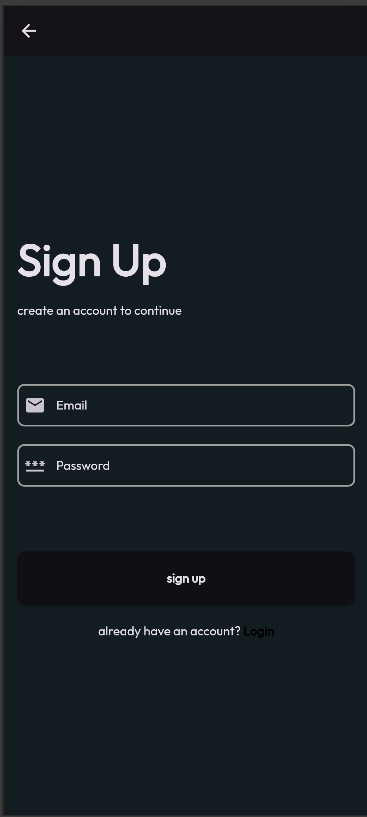 Sign Up
create an account to continue
Email
Password
sign up
already have an account? Login